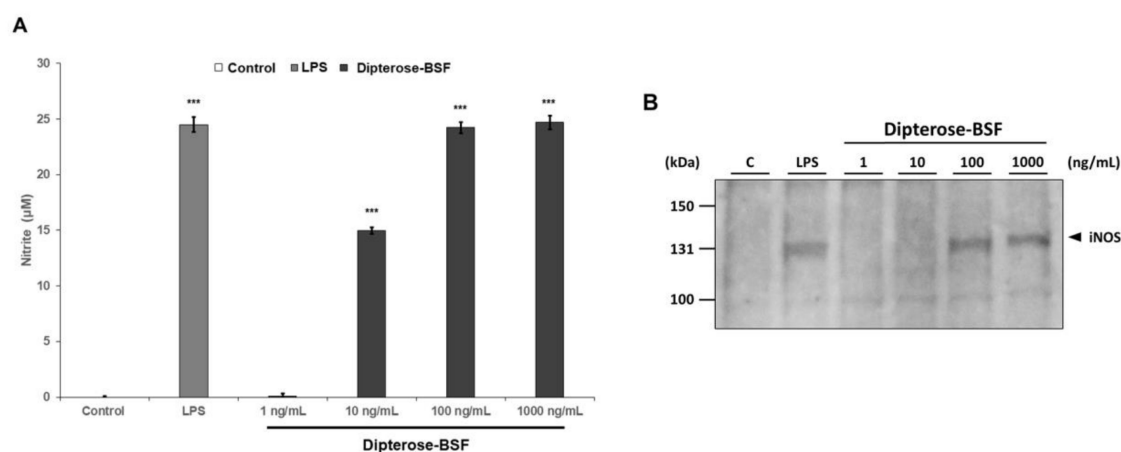 A
30
25
20
15
10
5
0
Nitrite (µM)
Control LPS Dipterose-BSF
***
***
***
***
Control LPS 1 ng/mL 10 ng/mL 100 ng/mL 1000 ng/mL
Dipterose-BSF
B
Dipterose-BSF
(kDa) C LPS 1 10 100 1000 (ng/mL)
150
131
100
iNOS